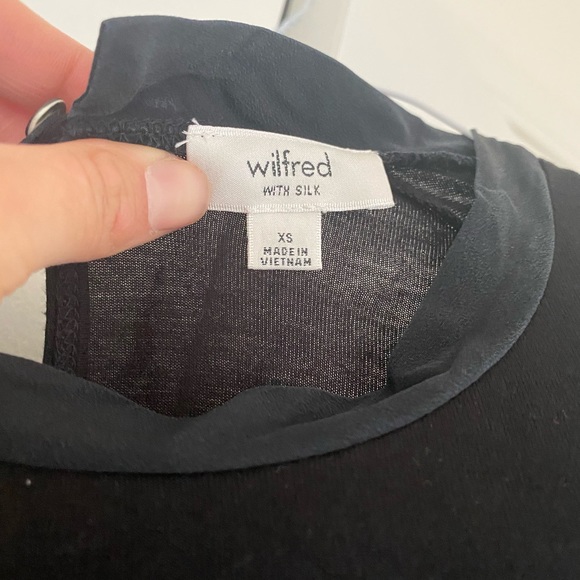 wilfred
WITH SILK
XS
MADE IN
VIETNAM